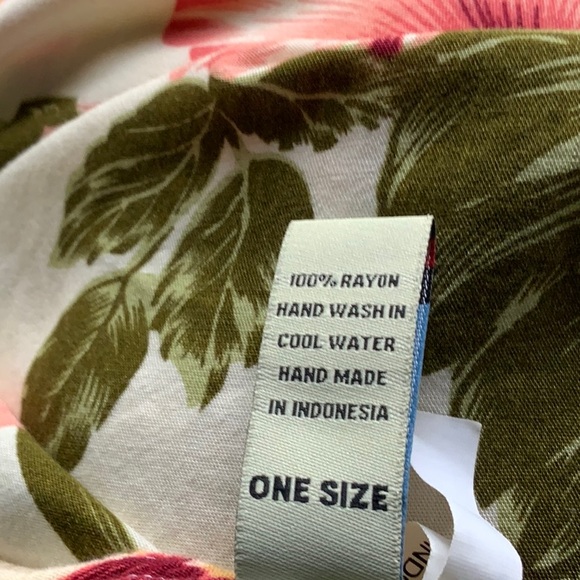 100% RAYON
HAND WASH IN
COOL WATER
HAND MADE
IN INDONESIA
ONE SIZE